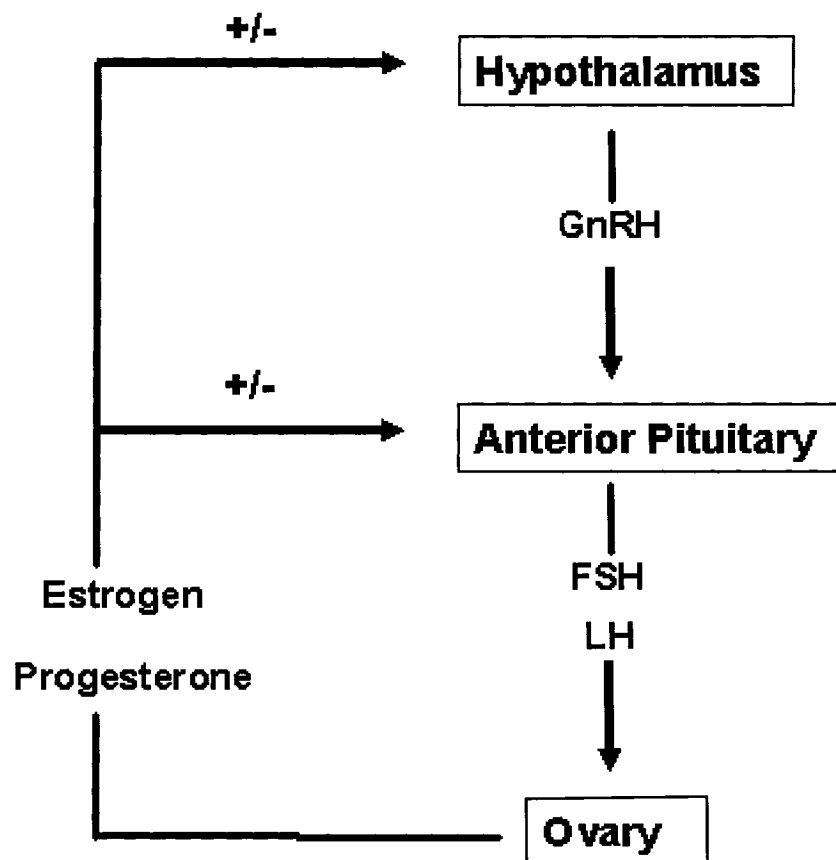 +/-
Hypothalamus
GnRH
+/-
Anterior Pituitary
FSH
Estrogen
LH
Progesterone
Ovary